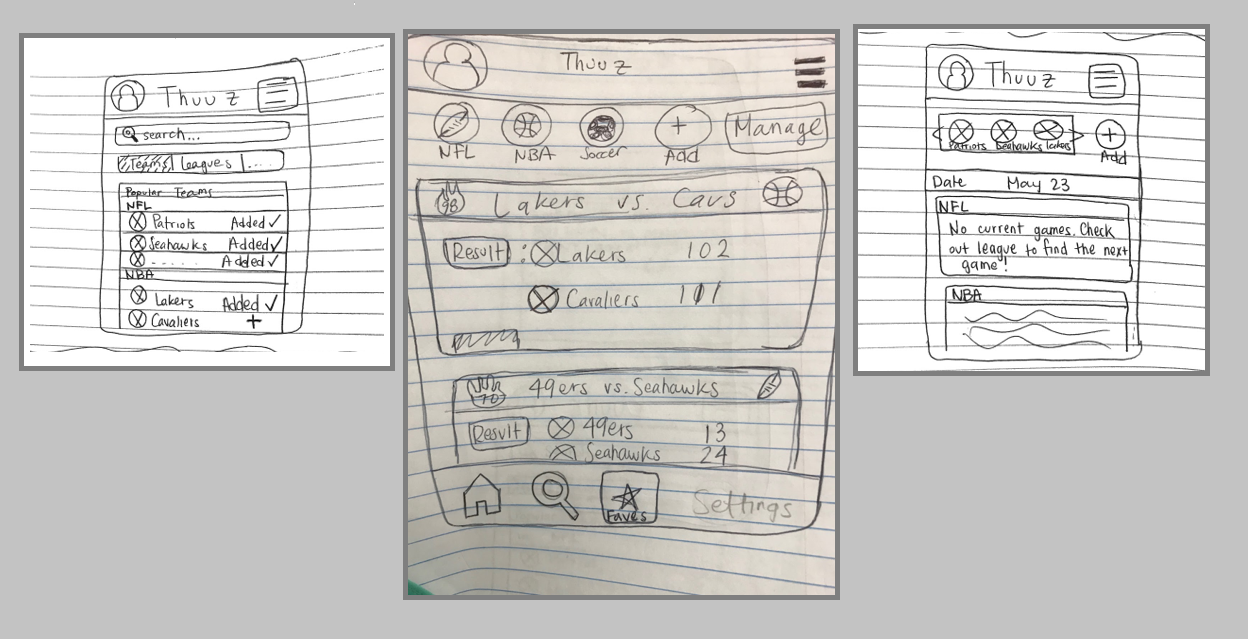 Thuuz
search...
Teams Leagues ....
Popular Teams
NFL
Patriots Added ✓
Seahawks Added ✓
..... Added ✓
NBA
Lakers Added ✓
Cavaliers +
Thuuz
NFL NBA Soccer + Add Manage
98 Lakers vs. Cavs
Result : Lakers 102
Cavaliers 101
70 49ers vs. Seahawks
Result 49ers 13
Seahawks 24
Faves Settings
Thuuz
< Patriots Seahawks Lakers > + Add
Date May 23
NFL
No current games. Check
out league to find the next
game!
NBA